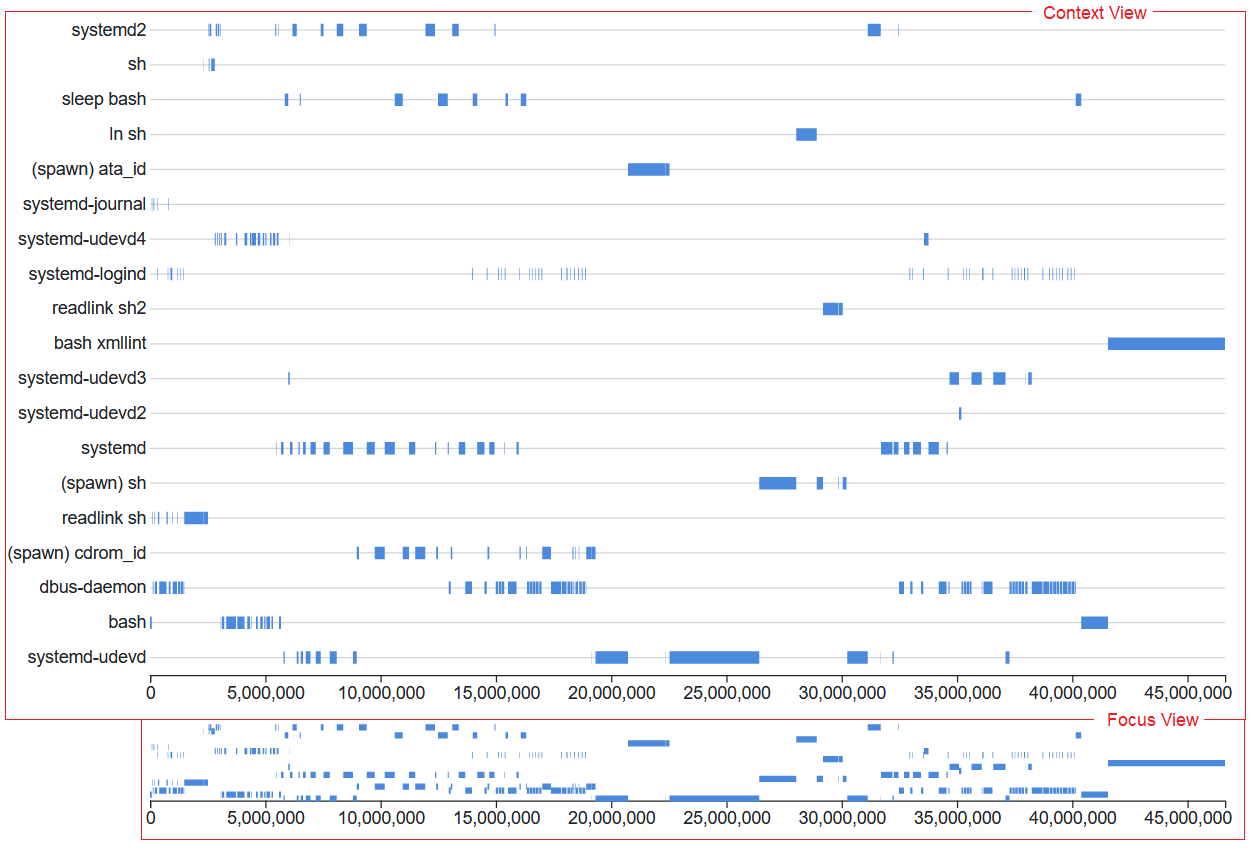 Context View
systemd2
sh
sleep bash
ln sh
(spawn) ata_id
systemd-journal
systemd-udevd4
systemd-logind
readlink sh2
bash xmllint
systemd-udevd3
systemd-udevd2
systemd
(spawn) sh
readlink sh
(spawn) cdrom_id
dbus-daemon
bash
systemd-udevd
0 5,000,000 10,000,000 15,000,000 20,000,000 25,000,000 30,000,000 35,000,000 40,000,000 45,000,000
Focus View
0 5,000,000 10,000,000 15,000,000 20,000,000 25,000,000 30,000,000 35,000,000 40,000,000 45,000,000